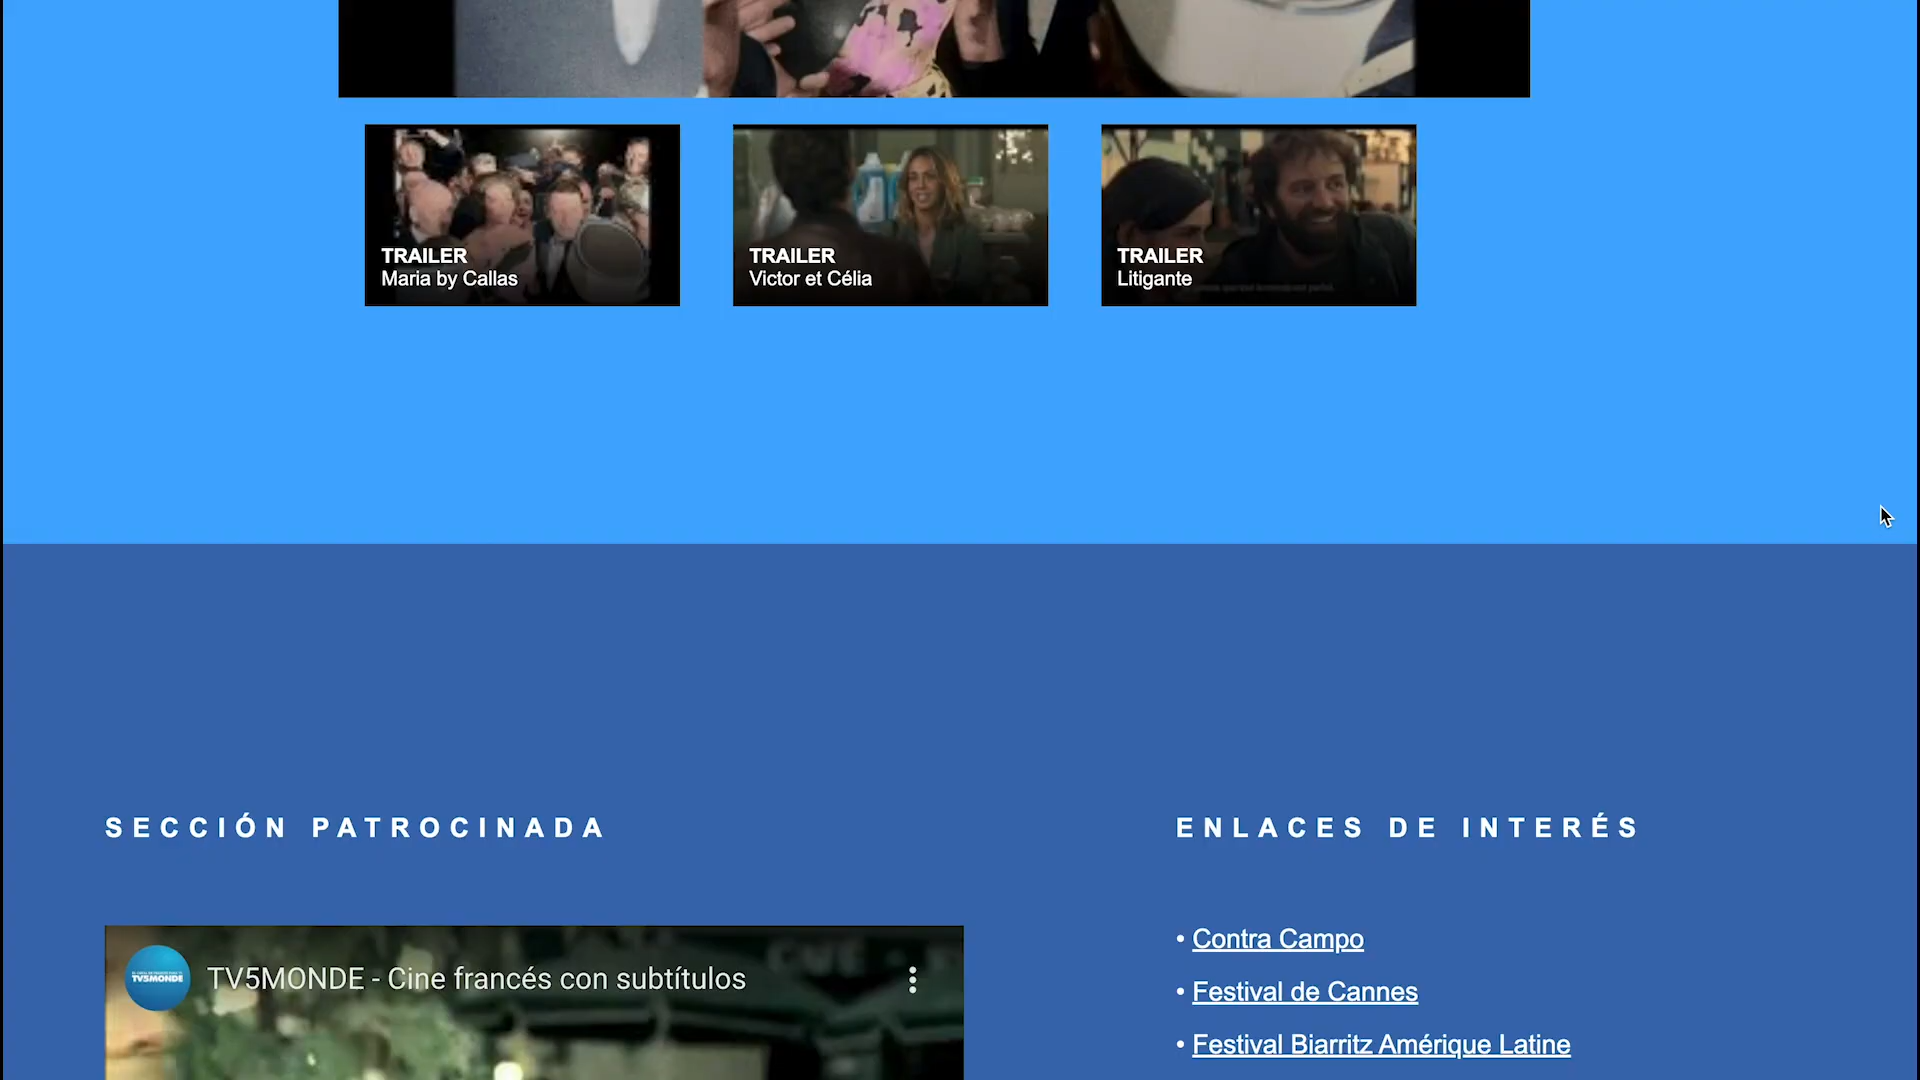 TRAILER
Maria by Callas
TRAILER
Victor et Célia
TRAILER
Litigante
SECCIÓN PATROCINADA
ENLACES DE INTERÉS
TV5MONDE
TV5MONDE - Cine francés con subtítulos
• Contra Campo
• Festival de Cannes
• Festival Biarritz Amérique Latine